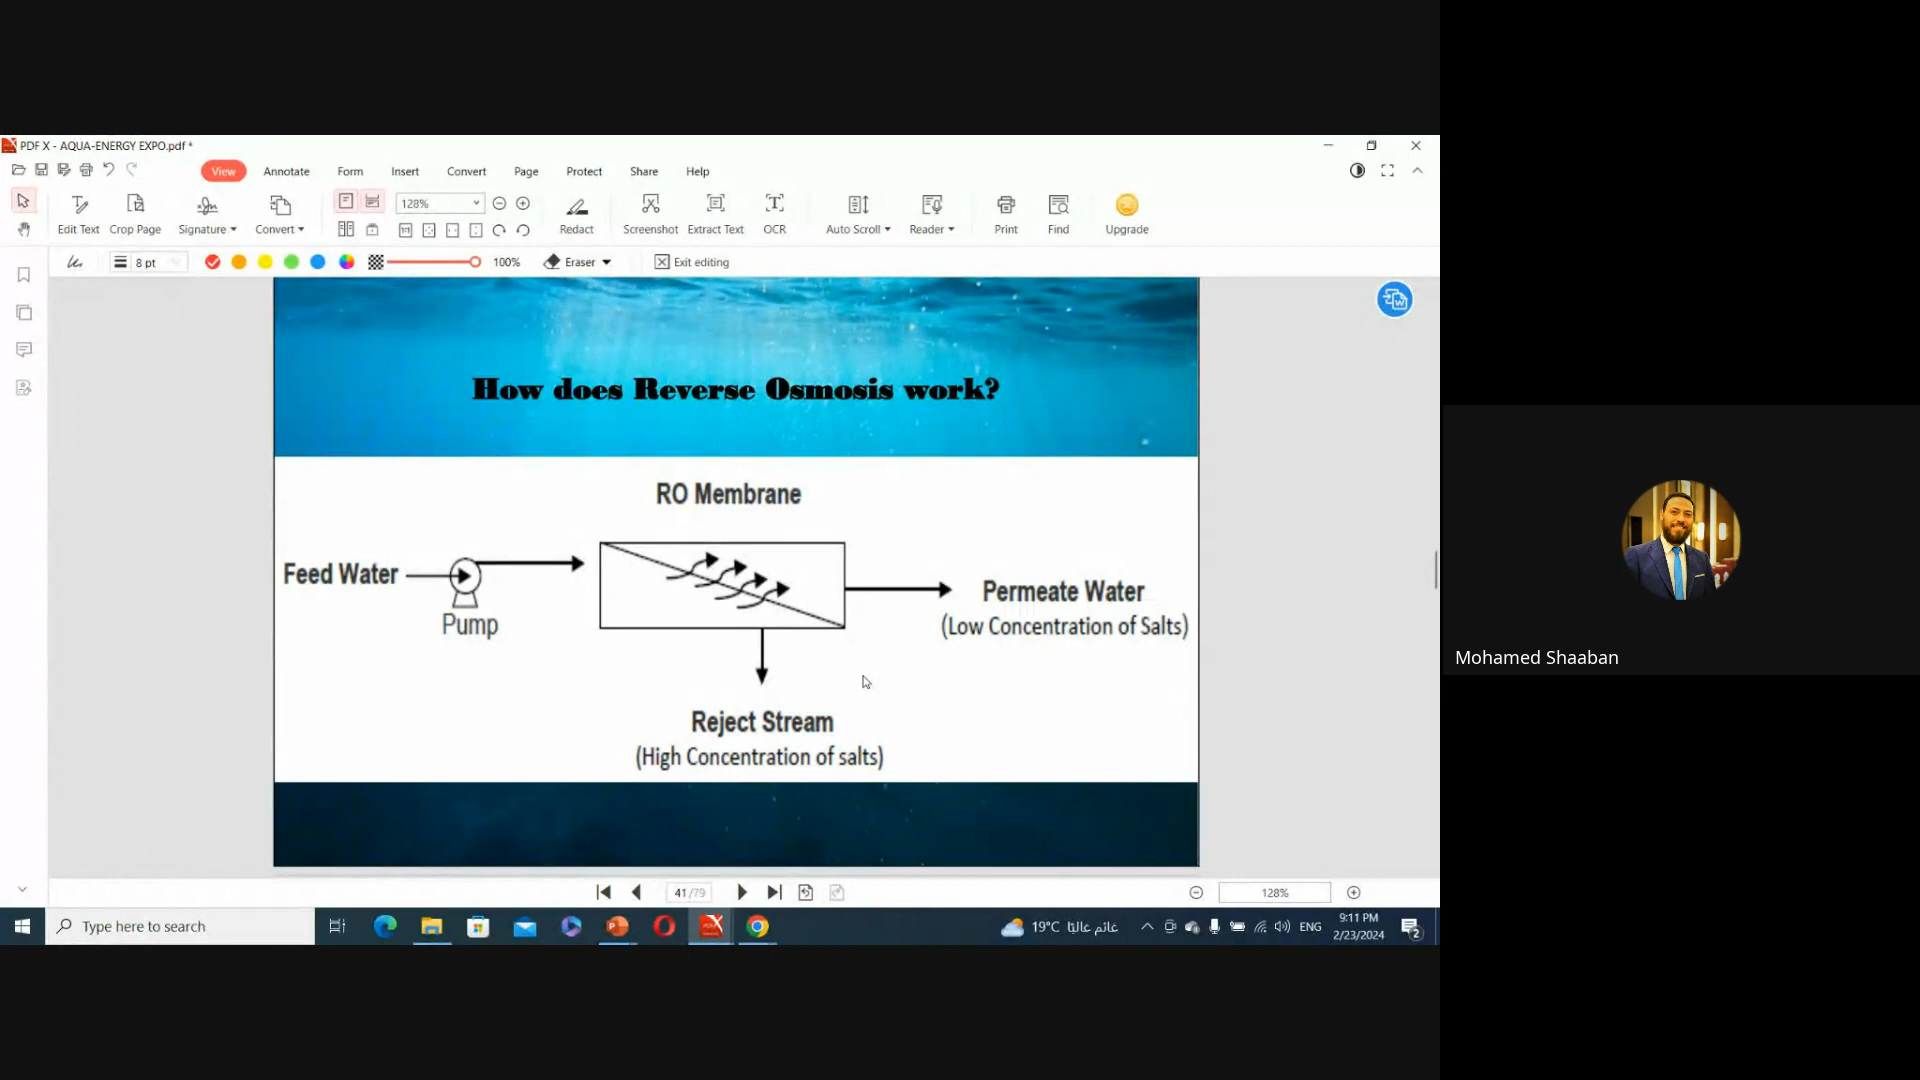 PDF X - AQUA-ENERGY EXPO.pdf *
View Annotate Form Insert Convert Page Protect Share Help
128%
Edit Text Crop Page Signature Convert Redact Screenshot Extract Text OCR Auto Scroll Reader Print Find Upgrade
8 pt 100% Eraser Exit editing
How does Reverse Osmosis work?
RO Membrane
Feed Water
Pump
Permeate Water
(Low Concentration of Salts)
Reject Stream
(High Concentration of salts)
Mohamed Shaaban
41 /79
128%
Type here to search
19°C غائم غالبًا
ENG
9:11 PM
2/23/2024
2